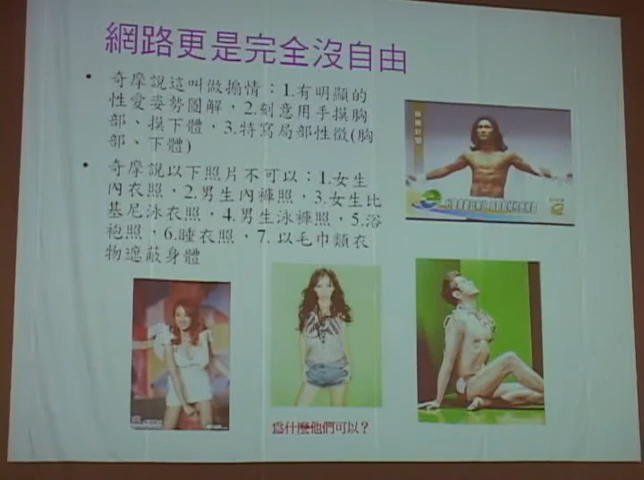 網路更是完全沒自由
• 奇摩說這叫做搧情：1.有明顯的
性愛姿勢圖解，2.刻意用手摸胸
部、摸下體，3.特寫局部性徵(胸
部、下體)
• 奇摩說以下照片不可以：1.女生
內衣照，2.男生內褲照，3.女生比
基尼泳衣照，4.男生泳褲照，5.浴
袍照，6.睡衣照，7. 以毛巾類衣
物遮蔽身體
為什麼他們可以？